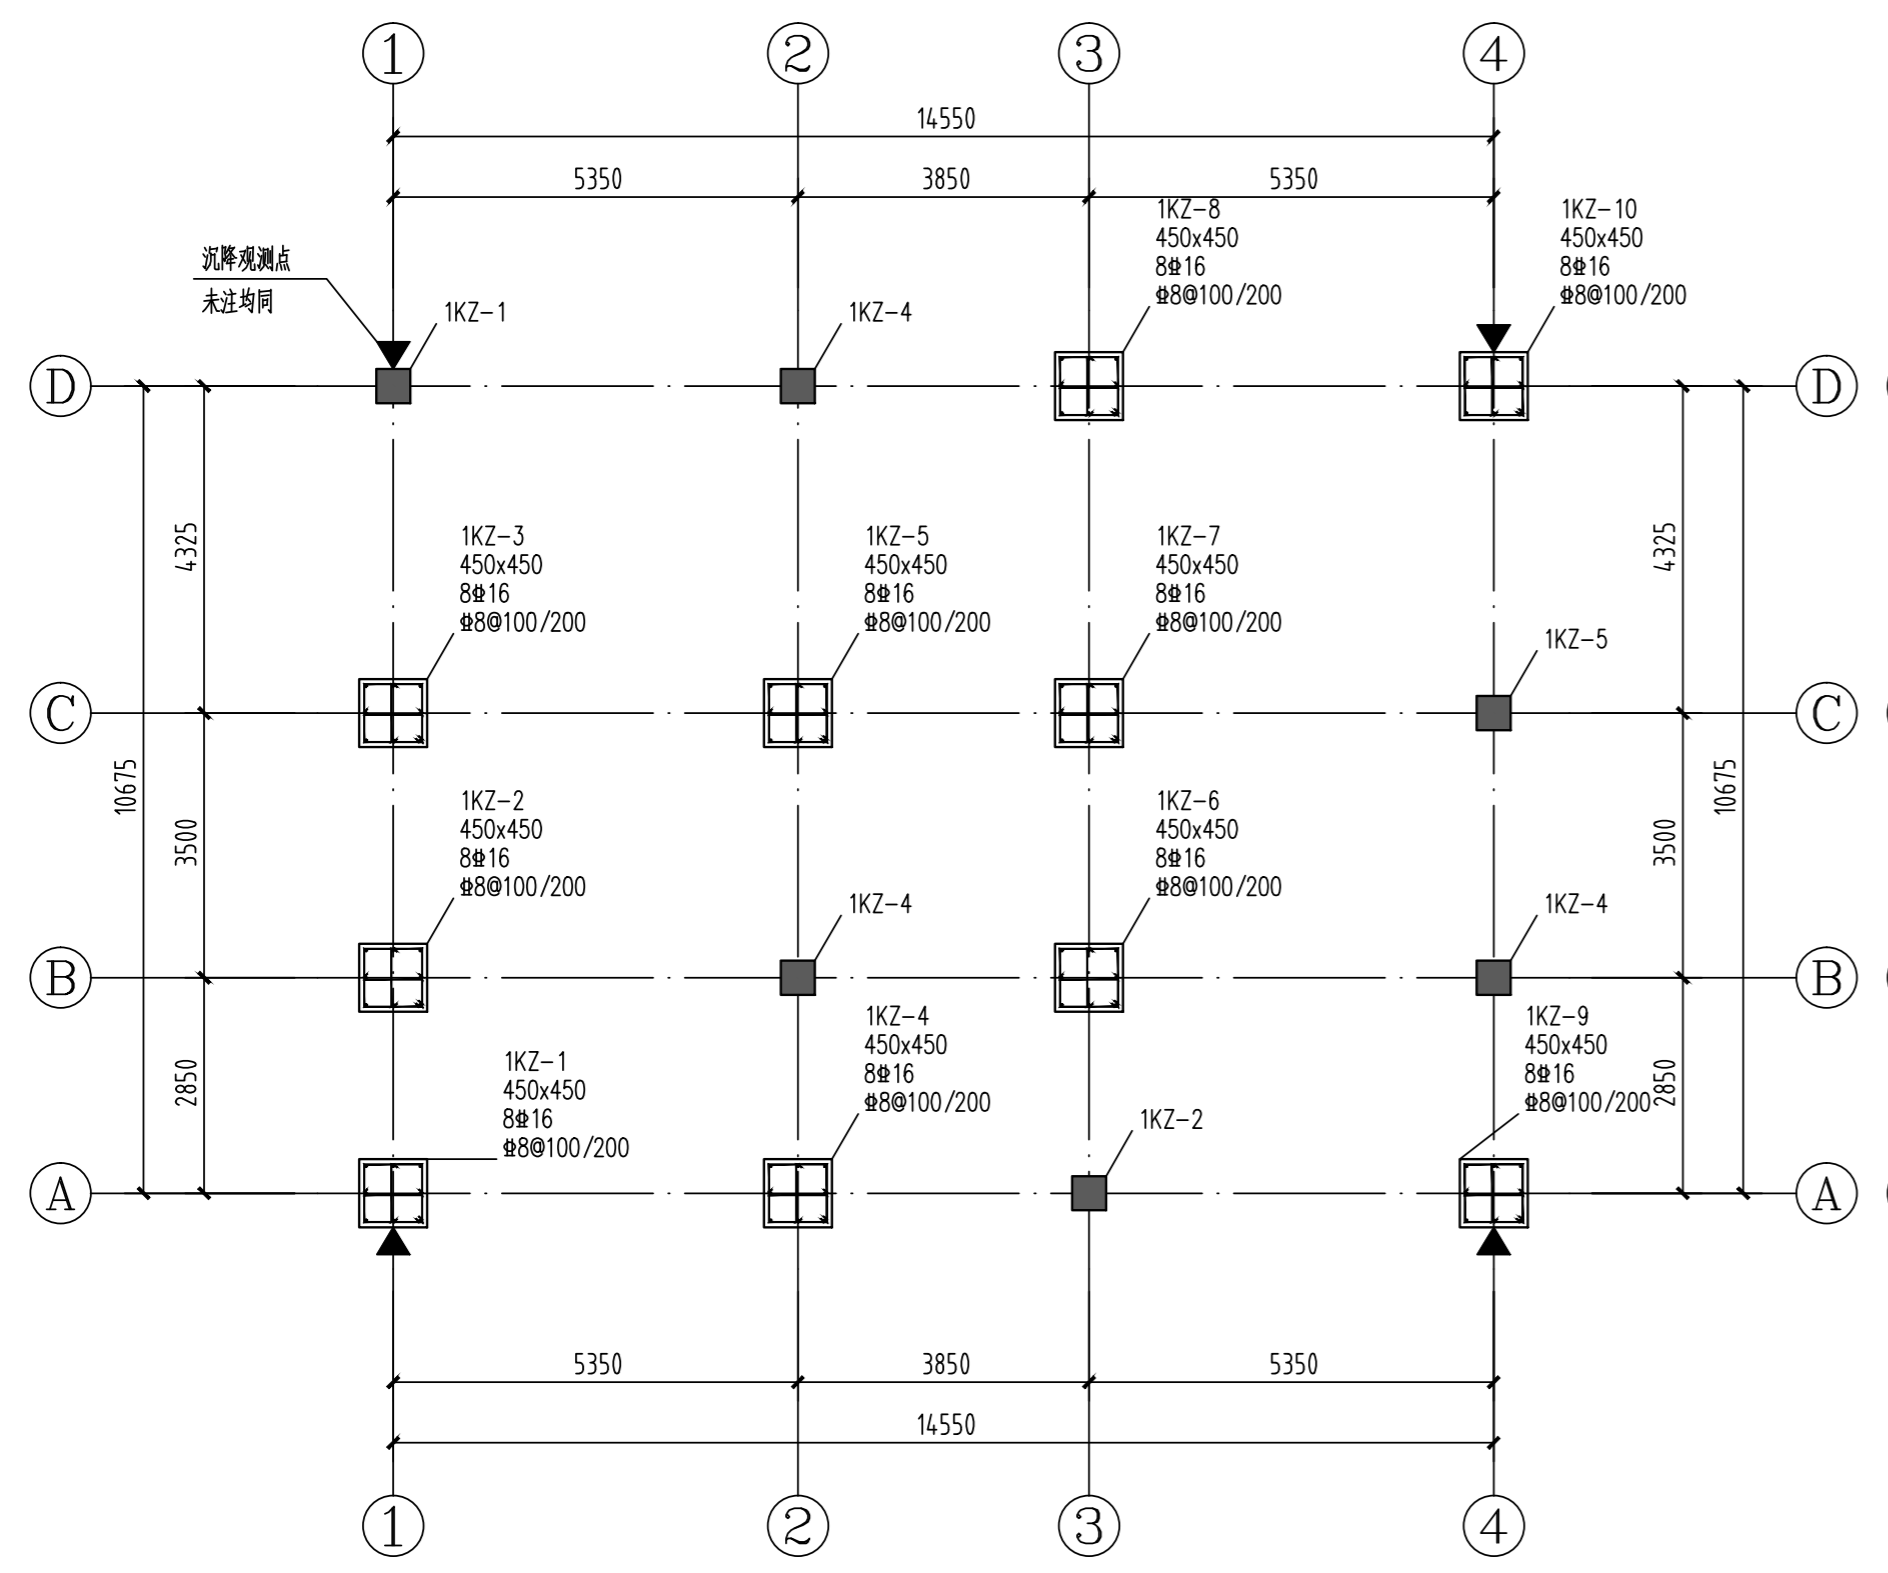 1 2 3 4
14550
5350 3850 5350
沉降观测点
未注均同
1KZ-1
1KZ-4
1KZ-8
450x450
8⌀16
⌀8@100/200
1KZ-10
450x450
8⌀16
⌀8@100/200
D D
4325 4325
1KZ-3
450x450
8⌀16
⌀8@100/200
1KZ-5
450x450
8⌀16
⌀8@100/200
1KZ-7
450x450
8⌀16
⌀8@100/200
1KZ-5
C C
10675 10675
3500 3500
1KZ-2
450x450
8⌀16
⌀8@100/200
1KZ-4
1KZ-6
450x450
8⌀16
⌀8@100/200
1KZ-4
B B
2850 2850
1KZ-1
450x450
8⌀16
⌀8@100/200
1KZ-4
450x450
8⌀16
⌀8@100/200
1KZ-2
1KZ-9
450x450
8⌀16
⌀8@100/200
A A
5350 3850 5350
14550
1 2 3 4